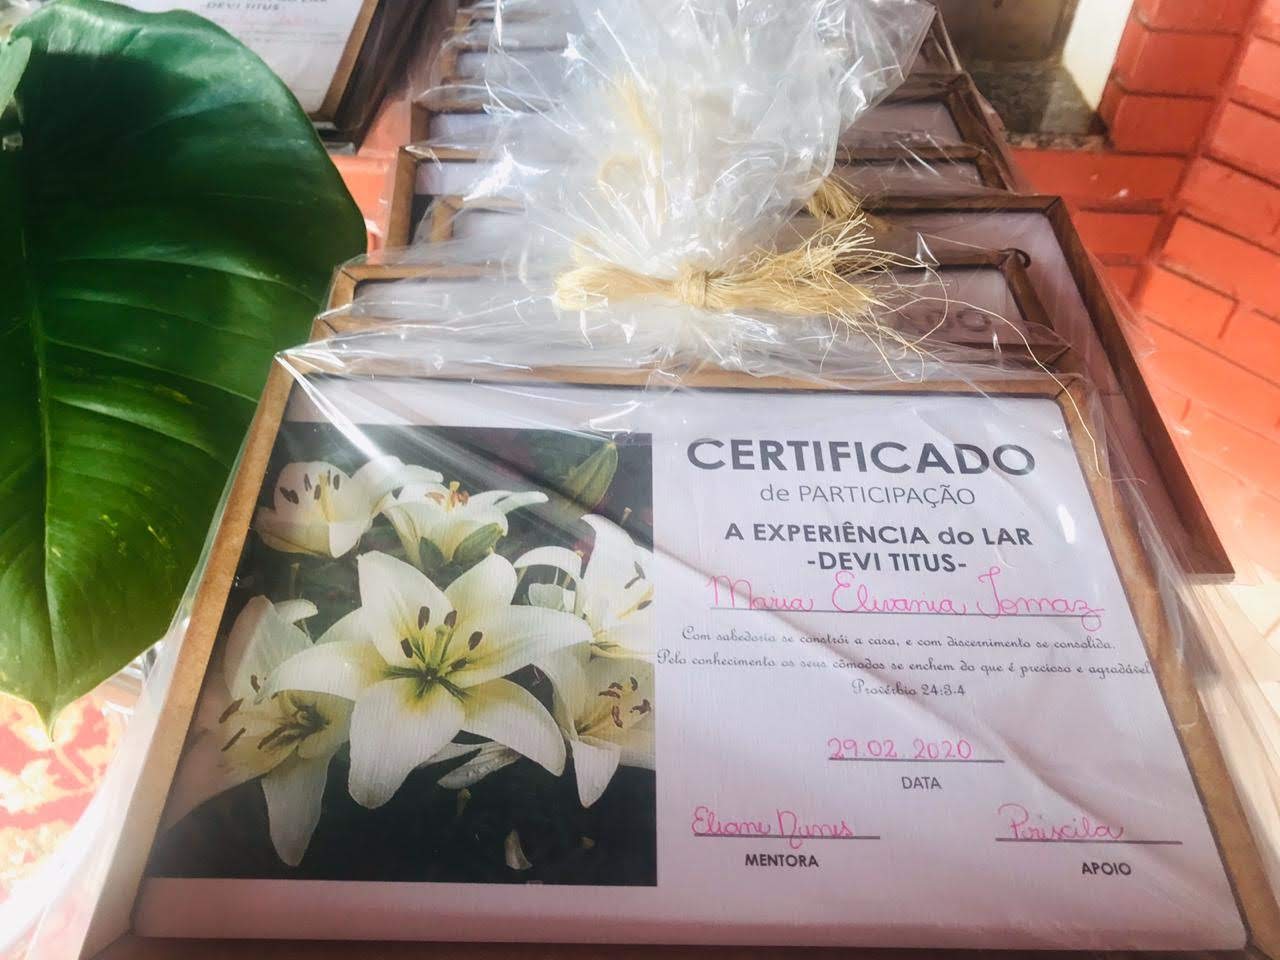 -DEVI TITUS-
CERTIFICADO
de PARTICIPAÇÃO
A EXPERIÊNCIA do LAR
-DEVI TITUS-
Maria Elivania Tomaz
Com sabedoria se constrói a casa, e com discernimento se consolida.
Pelo conhecimento os seus cômodos se enchem do que é precioso e agradável
Provérbio 24:3.4
29.02.2020
DATA
Eliane Nunes
Priscila
MENTORA
APOIO